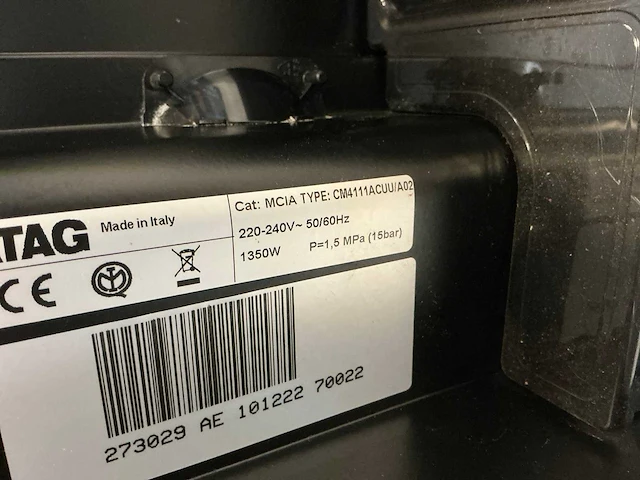 ATAG Made in Italy
Cat: MCIA TYPE: CM4111ACUU/A02
220-240V~ 50/60Hz
1350W P=1,5 MPa (15bar)
CE
273029 AE 101222 70022